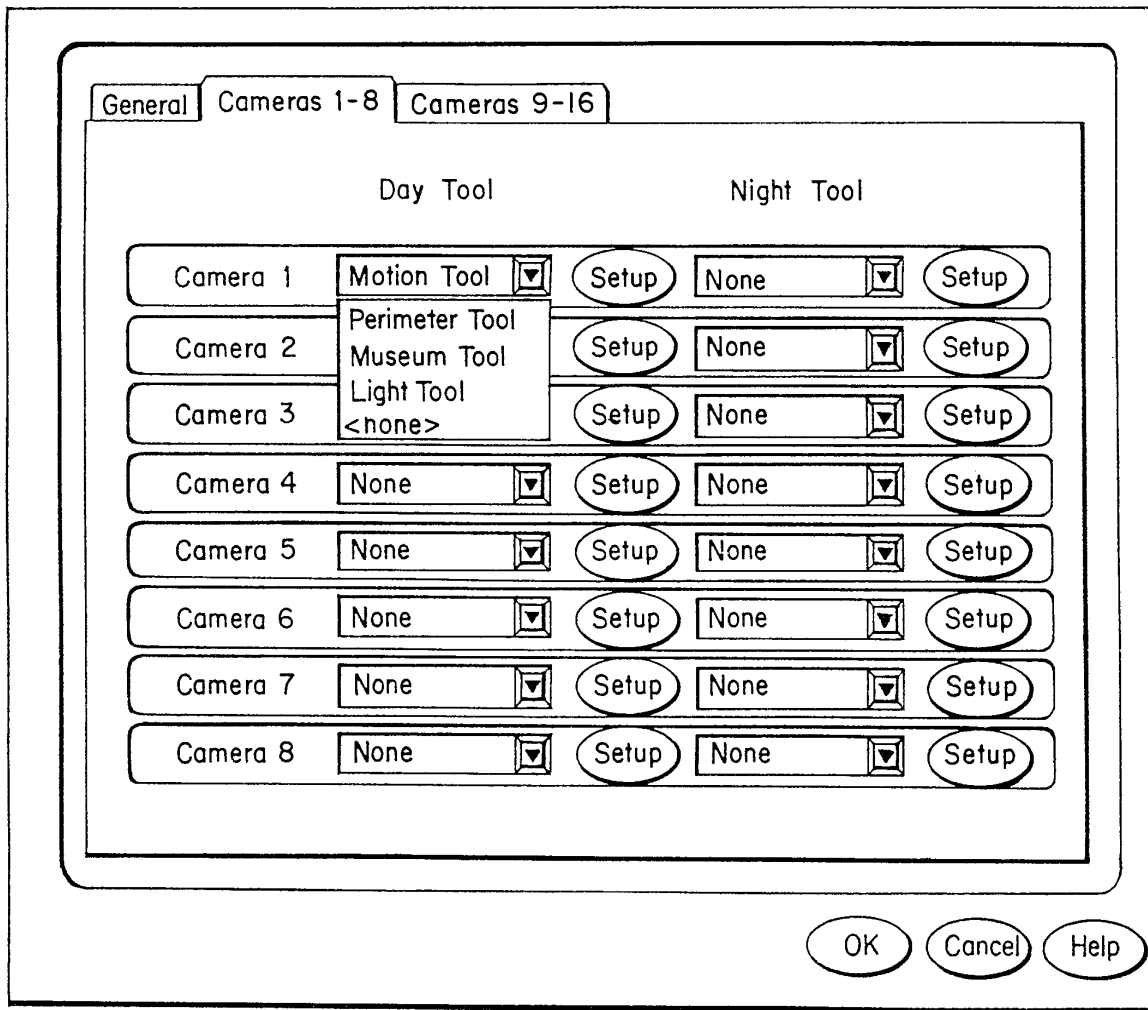 General Cameras 1-8 Cameras 9-16
Day Tool Night Tool
Camera 1 Motion Tool Setup None Setup
Perimeter Tool
Camera 2 Setup None Setup
Museum Tool
Light Tool
Camera 3 Setup None Setup
<none>
Camera 4 None Setup None Setup
Camera 5 None Setup None Setup
Camera 6 None Setup None Setup
Camera 7 None Setup None Setup
Camera 8 None Setup None Setup
OK Cancel Help